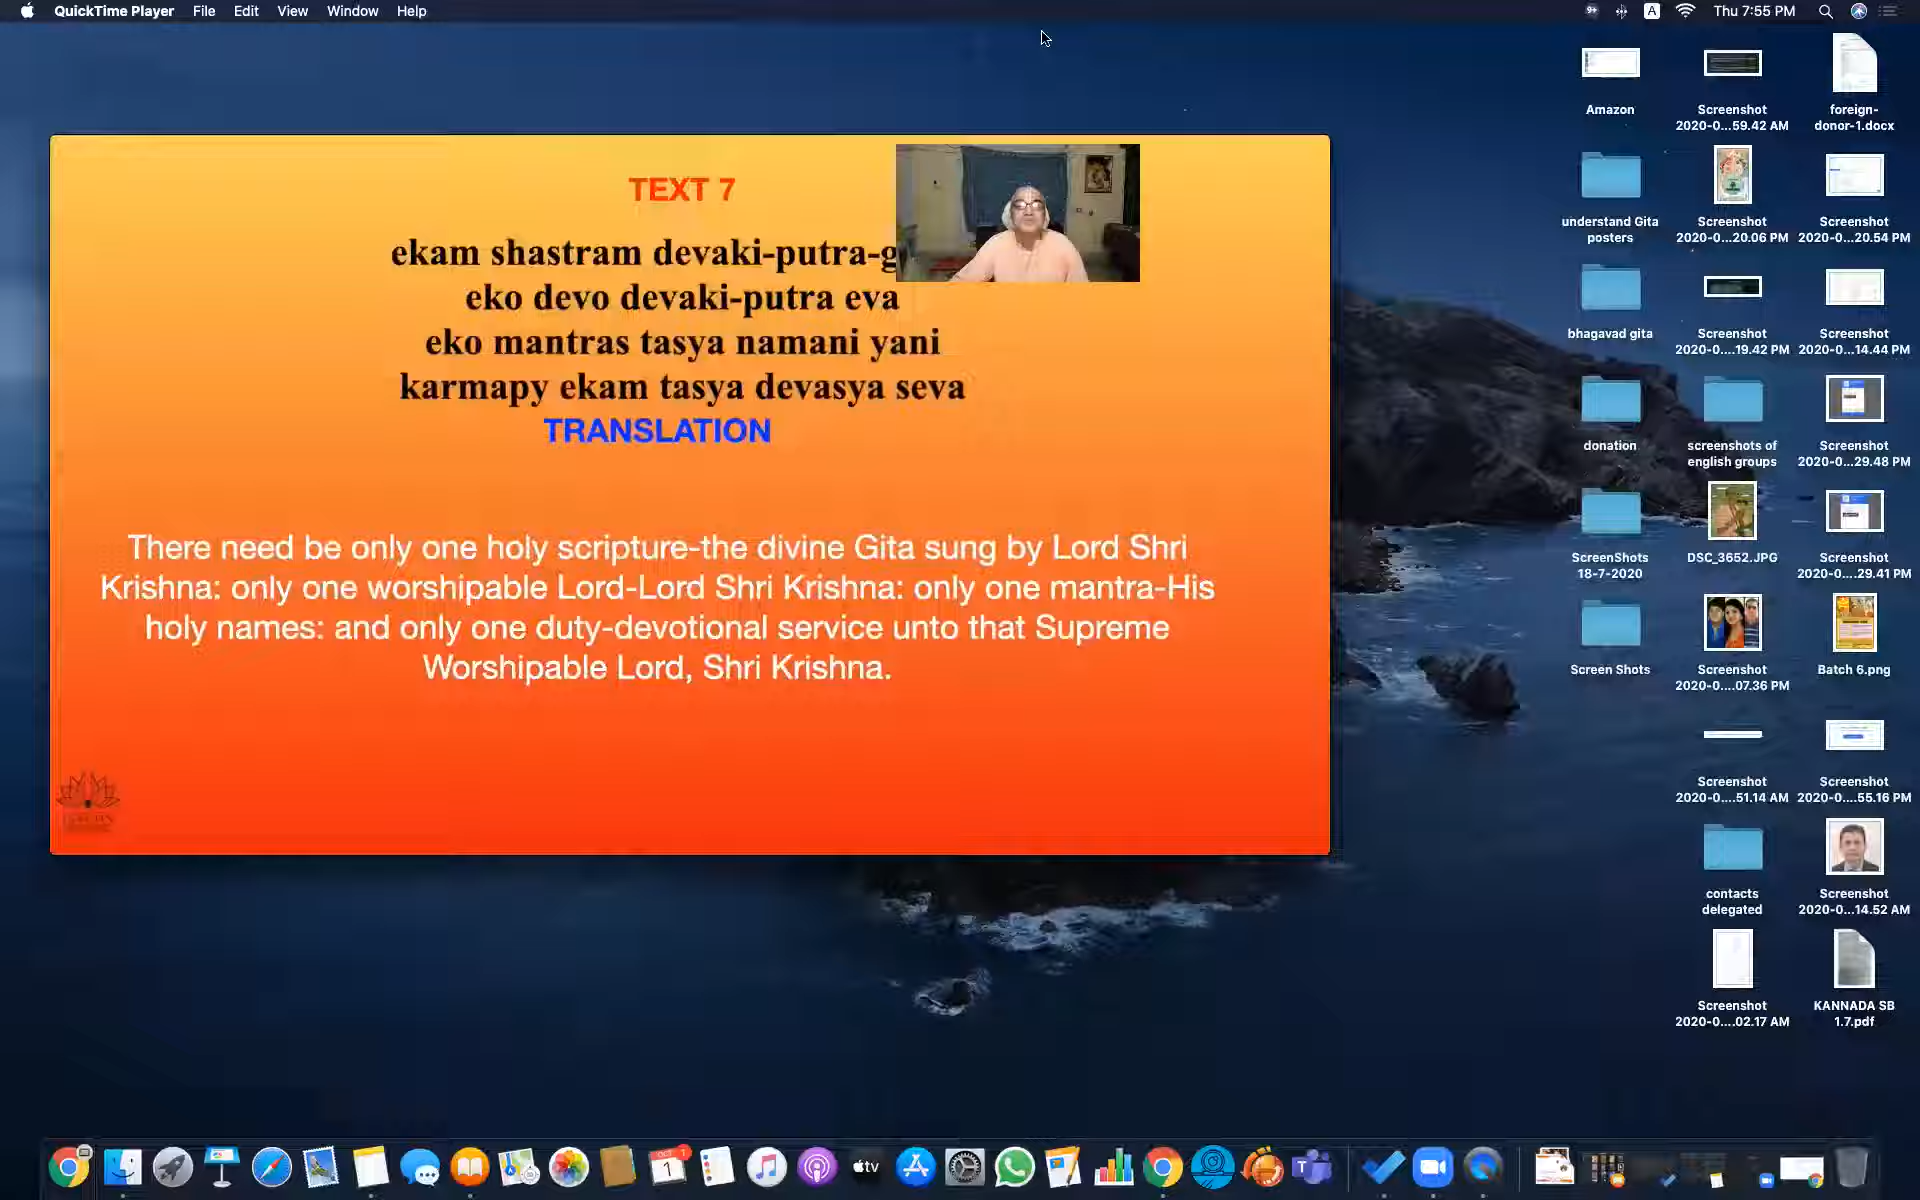 QuickTime Player File Edit View Window Help
9+ A Thu 7:55 PM
TEXT 7
ekam shastram devaki-putra-g
eko devo devaki-putra eva
eko mantras tasya namani yani
karmapy ekam tasya devasya seva
TRANSLATION
There need be only one holy scripture-the divine Gita sung by Lord Shri
Krishna: only one worshipable Lord-Lord Shri Krishna: only one mantra-His
holy names: and only one duty-devotional service unto that Supreme
Worshipable Lord, Shri Krishna.
Amazon
Screenshot
2020-0...59.42 AM
foreign-
donor-1.docx
understand Gita
posters
Screenshot
2020-0...20.06 PM
Screenshot
2020-0...20.54 PM
bhagavad gita
Screenshot
2020-0....19.42 PM
Screenshot
2020-0...14.44 PM
donation
screenshots of
english groups
Screenshot
2020-0...29.48 PM
ScreenShots
18-7-2020
DSC_3652.JPG
Screenshot
2020-0...29.41 PM
Screen Shots
Screenshot
2020-0....07.36 PM
Batch 6.png
Screenshot
2020-0....51.14 AM
Screenshot
2020-0....55.16 PM
contacts
delegated
Screenshot
2020-0...14.52 AM
Screenshot
2020-0....02.17 AM
KANNADA SB
1.7.pdf
OCT
1
tv
T